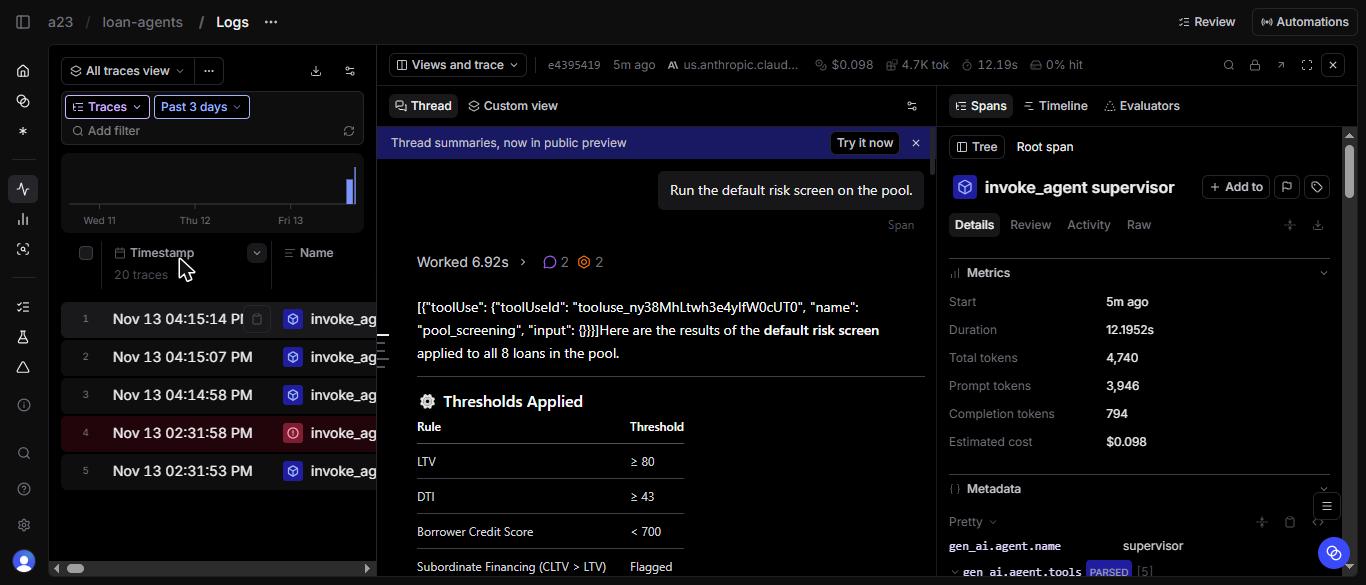 a23 / loan-agents / Logs ...
Review
Automations
All traces view
...
Traces
Past 3 days
Add filter
Wed 11 Thu 12 Fri 13
Timestamp
20 traces
Name
1 Nov 13 04:15:14 PM invoke_ag
2 Nov 13 04:15:07 PM invoke_ag
3 Nov 13 04:14:58 PM invoke_ag
4 Nov 13 02:31:58 PM invoke_ag
5 Nov 13 02:31:53 PM invoke_ag
Views and trace
e4395419 5m ago us.anthropic.claud... $0.098 4.7K tok 12.19s 0% hit
Thread
Custom view
Thread summaries, now in public preview
Try it now
Run the default risk screen on the pool.
Span
Worked 6.92s > 2 2
[{"toolUse": {"toolUseId": "tooluse_ny38MhLtwh3e4ylfW0cUT0", "name":
"pool_screening", "input": {}}}]Here are the results of the default risk screen
applied to all 8 loans in the pool.
Thresholds Applied
Rule Threshold
LTV ≥ 80
DTI ≥ 43
Borrower Credit Score < 700
Subordinate Financing (CLTV > LTV) Flagged
Spans
Timeline
Evaluators
Tree
Root span
invoke_agent supervisor
+ Add to
Details
Review
Activity
Raw
Metrics
Start 5m ago
Duration 12.1952s
Total tokens 4,740
Prompt tokens 3,946
Completion tokens 794
Estimated cost $0.098
{} Metadata
Pretty
gen_ai.agent.name supervisor
gen_ai.agent.tools PARSED [5]